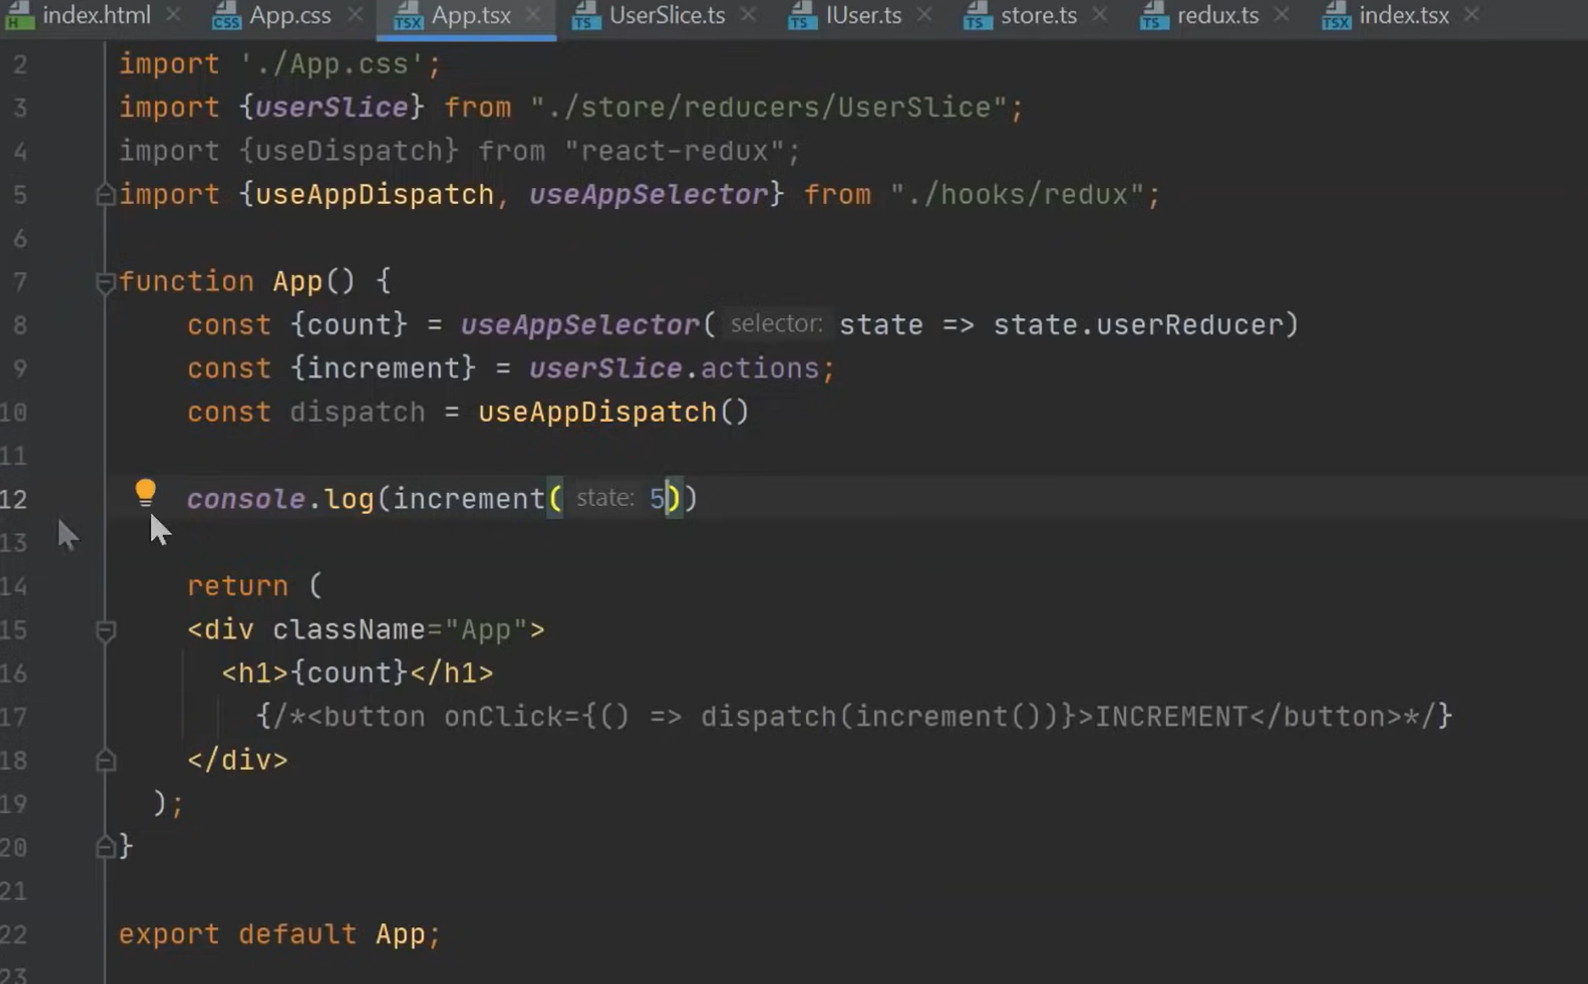 index.html App.css App.tsx UserSlice.ts IUser.ts store.ts redux.ts index.tsx
2 import './App.css';
3 import {userSlice} from "./store/reducers/UserSlice";
4 import {useDispatch} from "react-redux";
5 import {useAppDispatch, useAppSelector} from "./hooks/redux";
6
7 function App() {
8 const {count} = useAppSelector( selector: state => state.userReducer)
9 const {increment} = userSlice.actions;
10 const dispatch = useAppDispatch()
11
12 console.log(increment( state: 5))
13
14 return (
15 <div className="App">
16 <h1>{count}</h1>
17 {/*<button onClick={() => dispatch(increment())}>INCREMENT</button>*/}
18 </div>
19 );
20 }
21
22 export default App;
23